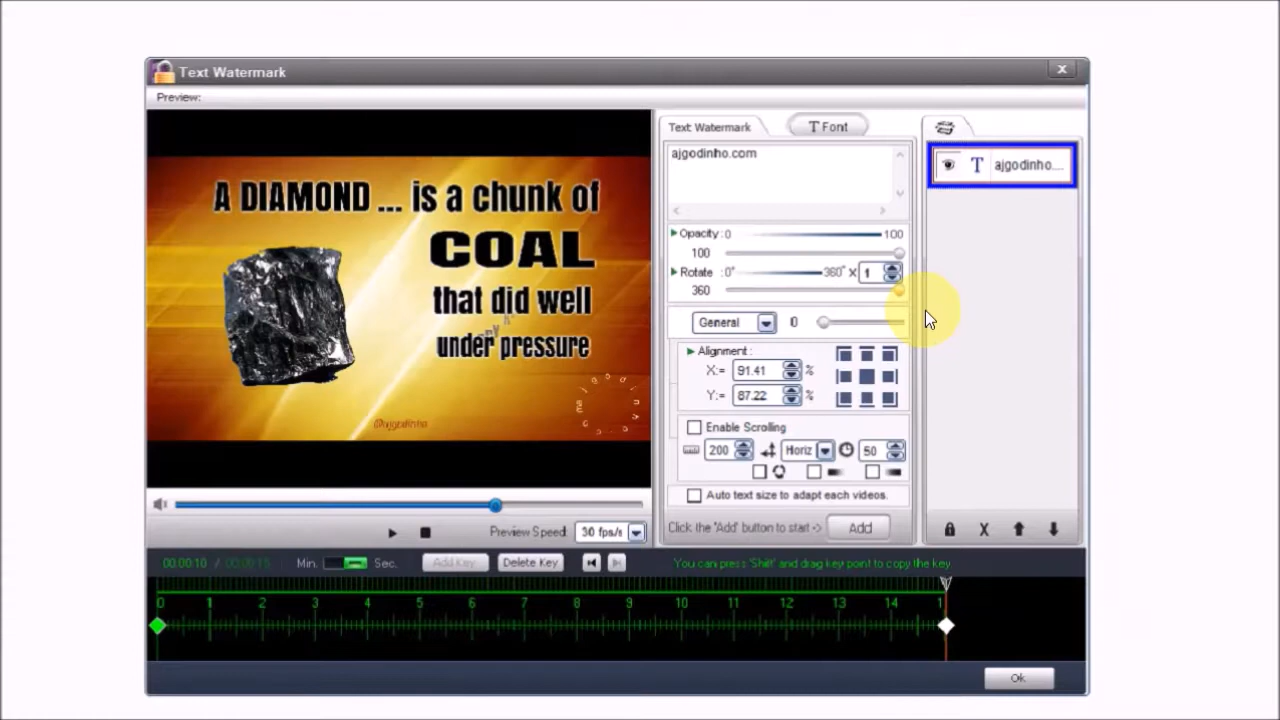 Text Watermark
x
Preview:
A DIAMOND ... is a chunk of
COAL
that did well
under pressure
@ajgodinho
Preview Speed: 30 fps/s
Text Watermark
T Font
ajgodinho.com
Opacity: 0 100
100
Rotate :0° 360° X 1
360
General 0
Alignment :
X:= 91.41 %
Y:= 87.22 %
Enable Scrolling
200 Horiz 50
Auto text size to adapt each videos.
Click the 'Add' button to start -> Add
T ajgodinho....
X
00:00:10 / 00:00:15 Min. Sec. Add Key Delete Key You can press 'Shift' and drag key point to copy the key.
0 1 2 3 4 5 6 7 8 9 10 11 12 13 14 1
Ok